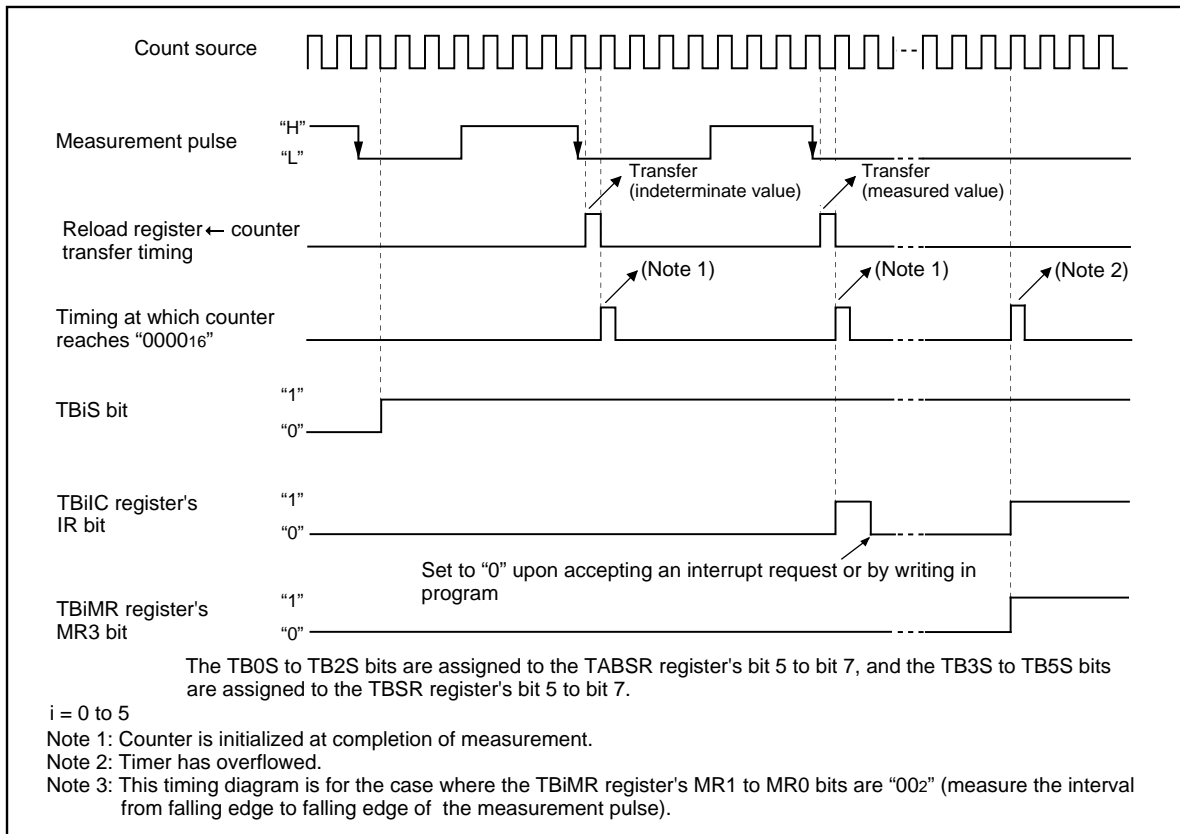 Count source
Measurement pulse
“H”
“L”
Transfer
(indeterminate value)
Transfer
(measured value)
Reload register ← counter
transfer timing
(Note 1)
(Note 1)
(Note 2)
Timing at which counter
reaches “000016”
TBiS bit
“1”
“0”
TBiIC register's
IR bit
“1”
“0”
Set to “0” upon accepting an interrupt request or by writing in
program
TBiMR register's
MR3 bit
“1”
“0”
The TB0S to TB2S bits are assigned to the TABSR register's bit 5 to bit 7, and the TB3S to TB5S bits
are assigned to the TBSR register's bit 5 to bit 7.
i = 0 to 5
Note 1: Counter is initialized at completion of measurement.
Note 2: Timer has overflowed.
Note 3: This timing diagram is for the case where the TBiMR register's MR1 to MR0 bits are “002” (measure the interval
from falling edge to falling edge of the measurement pulse).